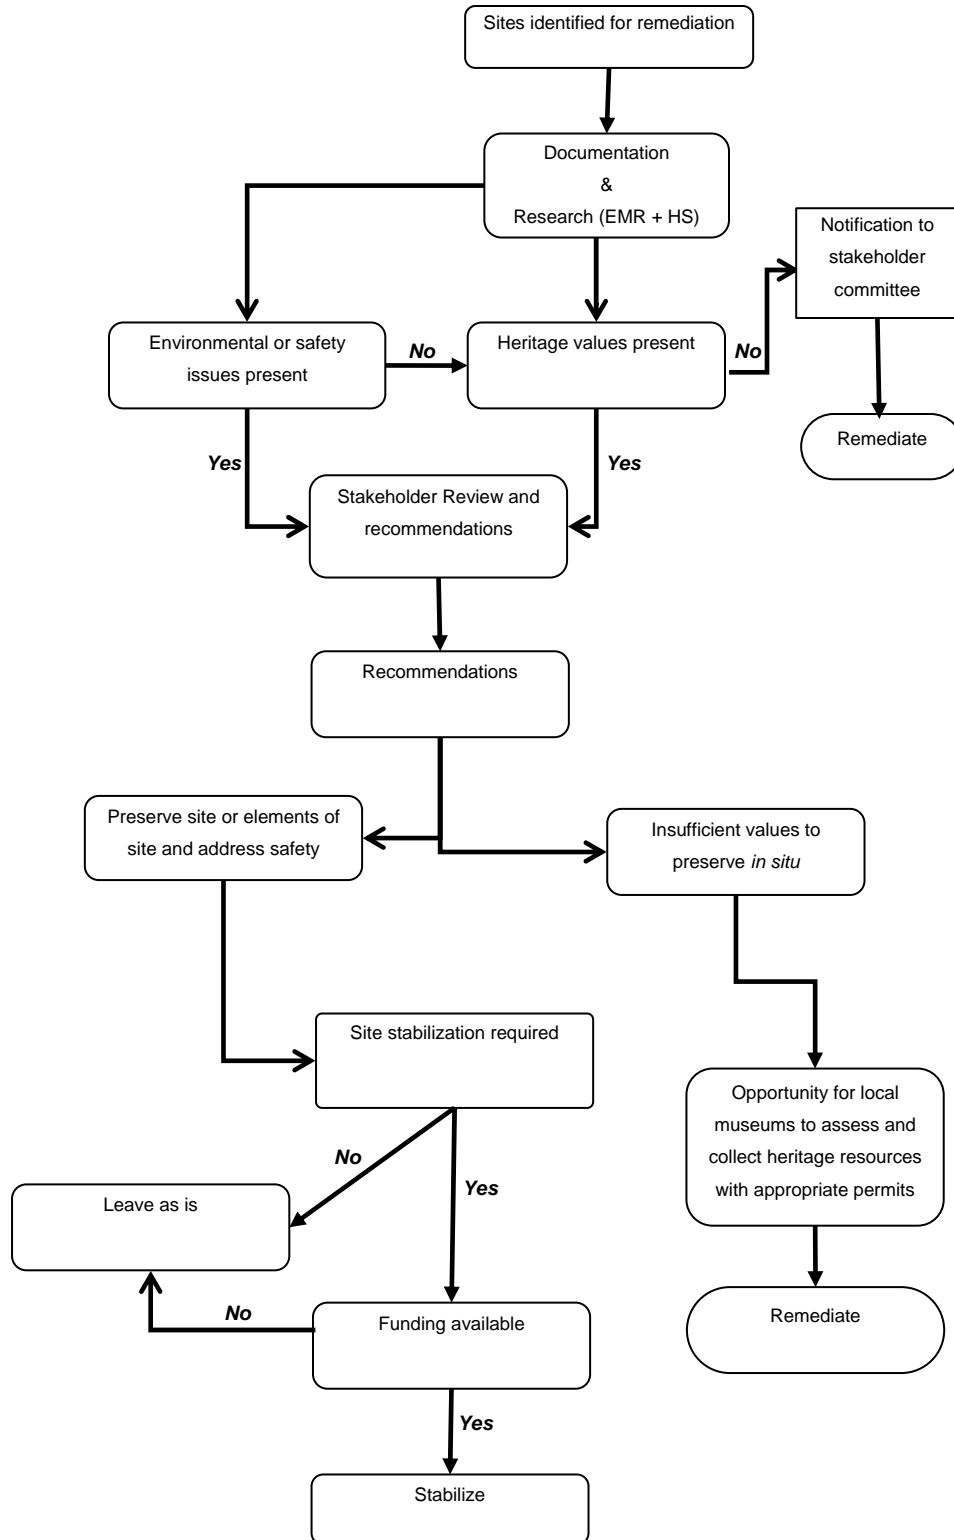 Sites identified for remediation
Documentation
&
Research (EMR + HS)
Notification to
stakeholder
committee
Environmental or safety
issues present
No
Heritage values present
No
Remediate
Yes
Yes
Stakeholder Review and
recommendations
Recommendations
Preserve site or elements of
site and address safety
Insufficient values to
preserve in situ
Site stabilization required
Opportunity for local
museums to assess and
collect heritage resources
with appropriate permits
No
Yes
Leave as is
No
Funding available
Remediate
Yes
Stabilize